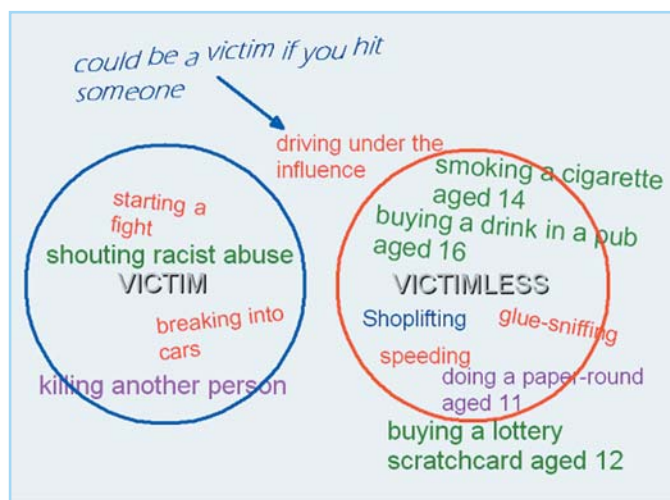 could be a victim if you hit
someone
driving under the
influence
starting a
fight
shouting racist abuse
VICTIM
breaking into
cars
killing another person
smoking a cigarette
aged 14
buying a drink in a pub
aged 16
VICTIMLESS
Shoplifting
glue-sniffing
speeding
doing a paper-round
aged 11
buying a lottery
scratchcard aged 12